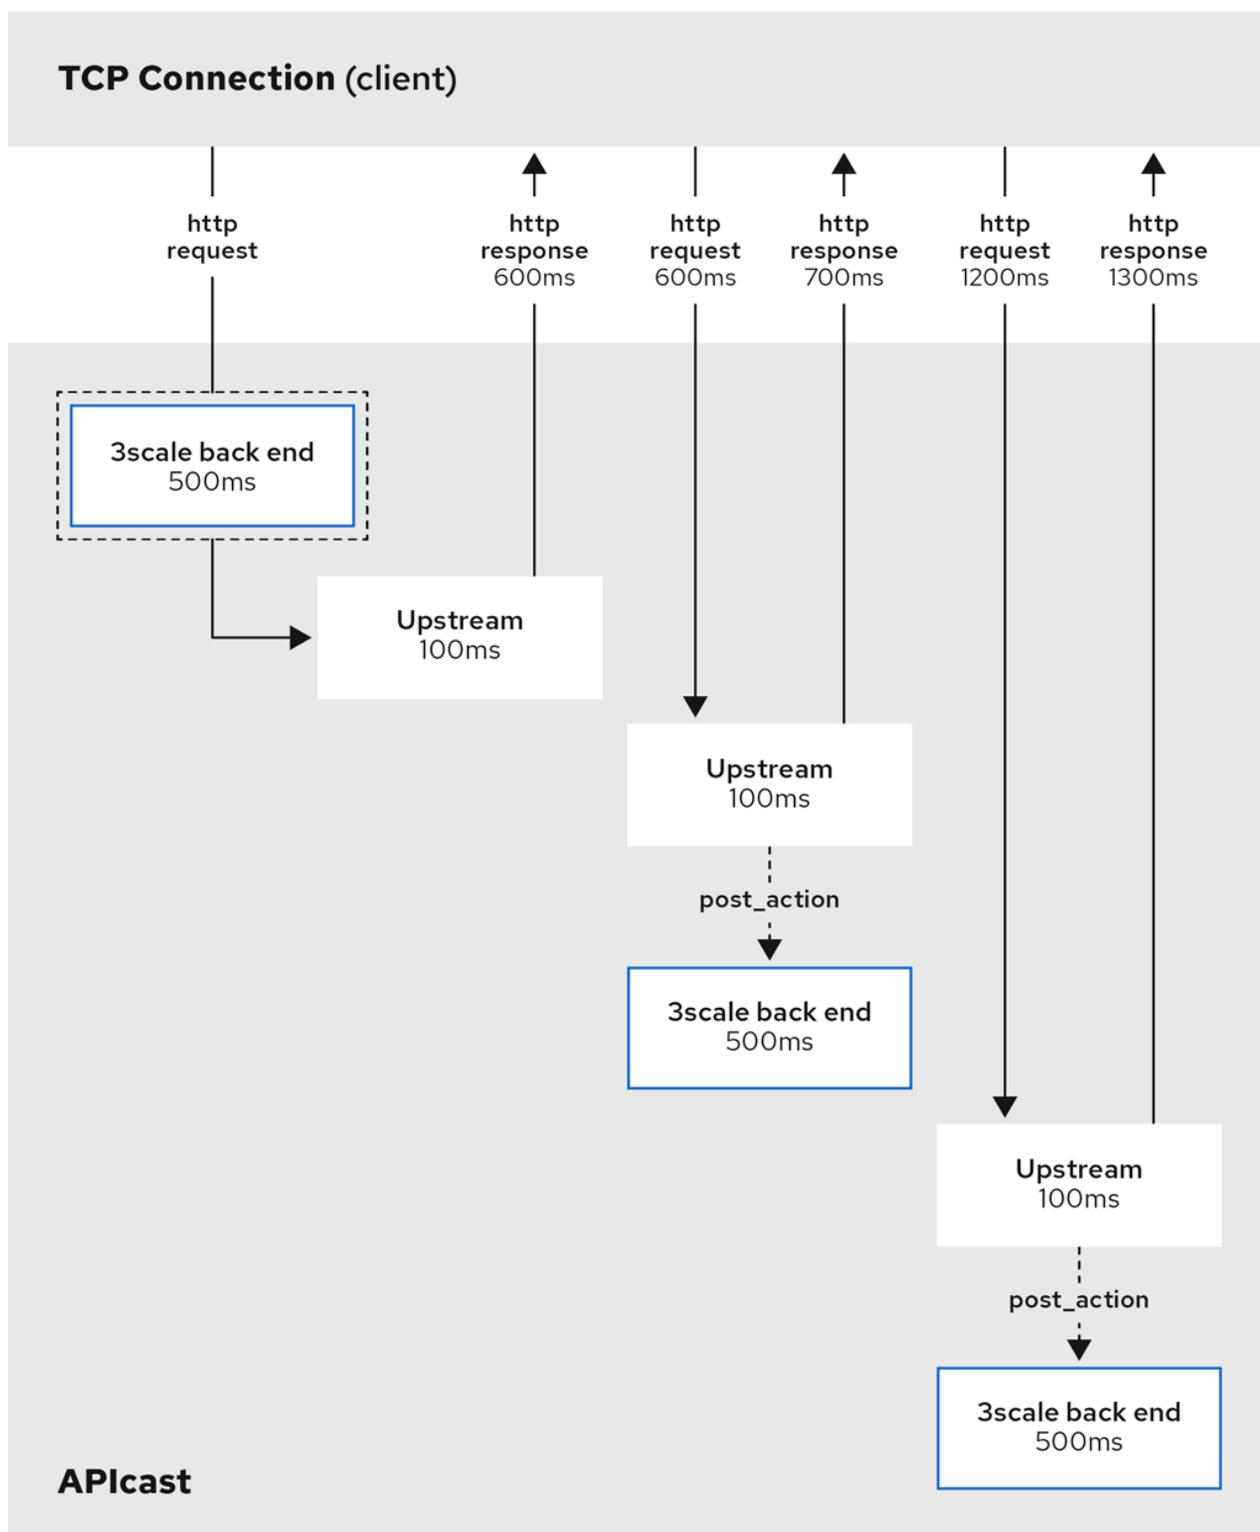 TCP Connection (client)
http
request
http
response
600ms
http
request
600ms
http
response
700ms
http
request
1200ms
http
response
1300ms
3scale back end
500ms
Upstream
100ms
Upstream
100ms
post_action
3scale back end
500ms
Upstream
100ms
post_action
3scale back end
500ms
APIcast